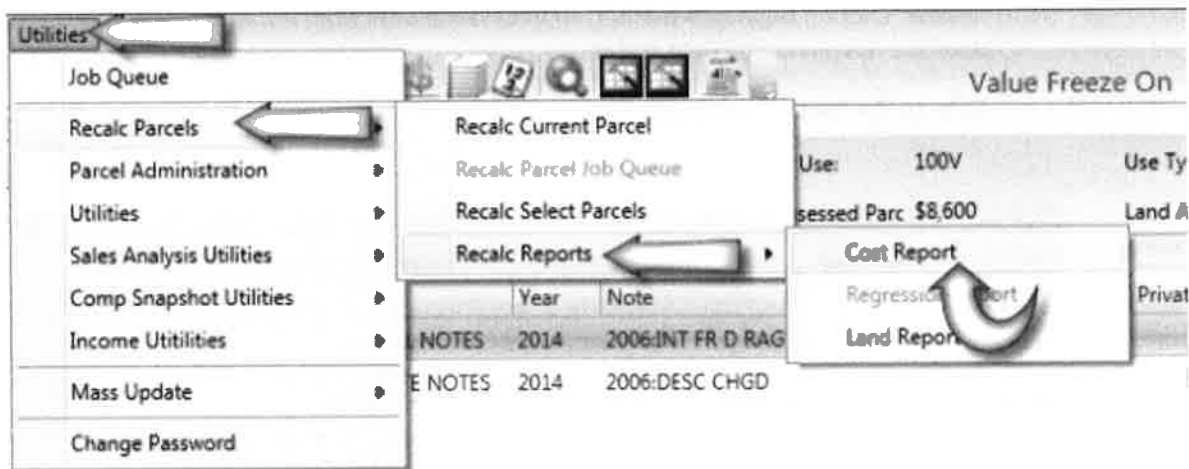 Utilities
Job Queue
Recalc Parcels
Parcel Administration
Utilities
Sales Analysis Utilities
Comp Snapshot Utilities
Income Utitilities
Mass Update
Change Password
Value Freeze On
Recalc Current Parcel
Recalc Parcel Job Queue
Recalc Select Parcels
Recalc Reports
Use: 100V Use Ty
sessed Parc $8,600 Land A
Cost Report
Regression
Land Report
Year Note Privat
NOTES 2014 2006:INT FR D RAG
E NOTES 2014 2006:DESC CHGD